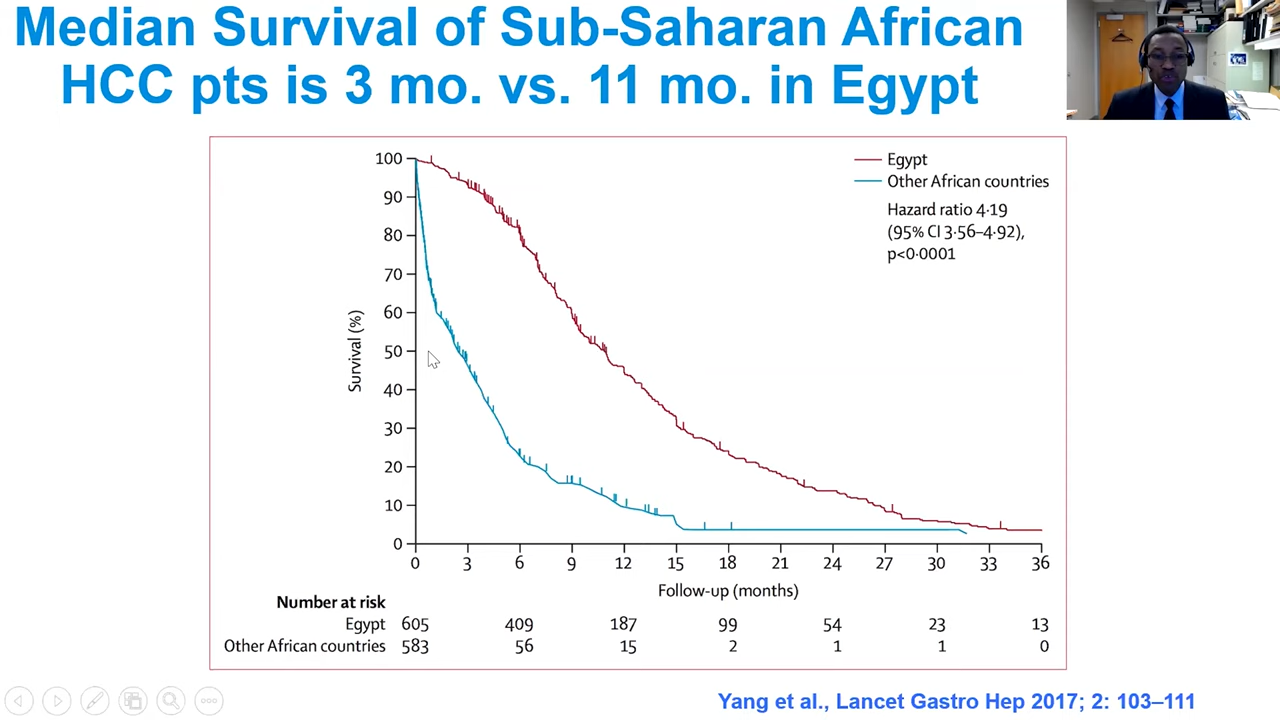 Median Survival of Sub-Saharan African
HCC pts is 3 mo. vs. 11 mo. in Egypt
100
90
80
70
60
50
40
30
20
10
0
Survival (%)
Egypt
Other African countries
Hazard ratio 4·19
(95% CI 3·56–4·92),
p<0·0001
0 3 6 9 12 15 18 21 24 27 30 33 36
Follow-up (months)
Number at risk
Egypt 605 409 187 99 54 23 13
Other African countries 583 56 15 2 1 1 0
Yang et al., Lancet Gastro Hep 2017; 2: 103–111